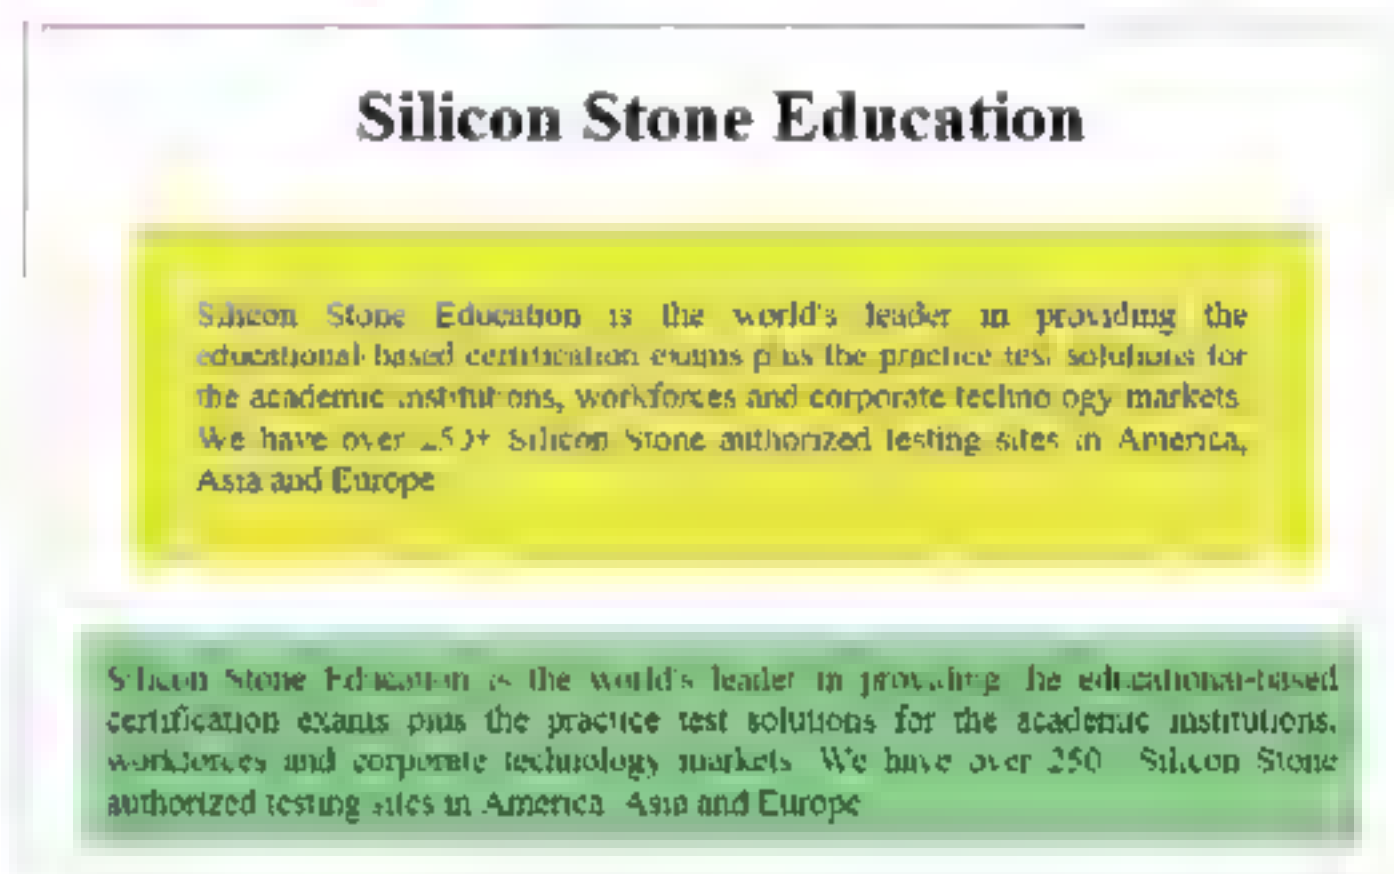 Silicon Stone Education
Silicon Stone Education is the world's leader in providing the
educational-based certification exams plus the practice test solutions for
the academic institutions, workforces and corporate technology markets.
We have over 250+ Silicon Stone authorized testing sites in America,
Asia and Europe
Silicon Stone Education is the world's leader in providing the educational-based
certification exams plus the practice test solutions for the academic institutions,
workforces and corporate technology markets. We have over 250+ Silicon Stone
authorized testing sites in America, Asia and Europe